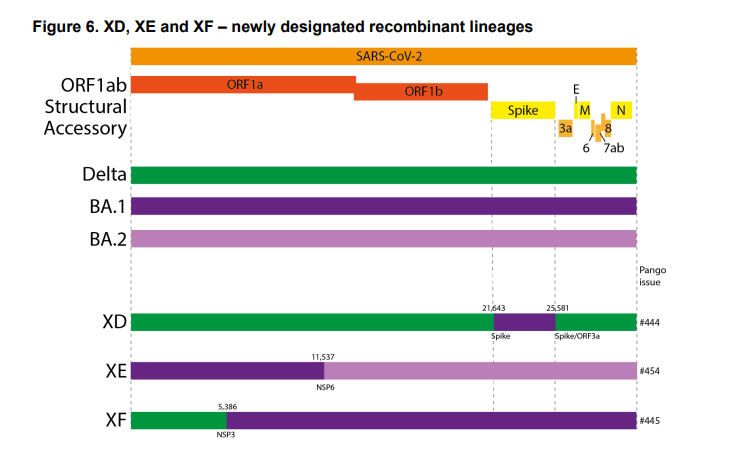 Figure 6. XD, XE and XF – newly designated recombinant lineages
SARS-CoV-2
ORF1ab
ORF1a
ORF1b
Structural
Spike
E
M
N
Accessory
3a
6
7ab
8
Delta
BA.1
BA.2
Pango
issue
21,643
25,581
XD
#444
Spike
Spike/ORF3a
11,537
XE
#454
NSP6
5,386
XF
#445
NSP3